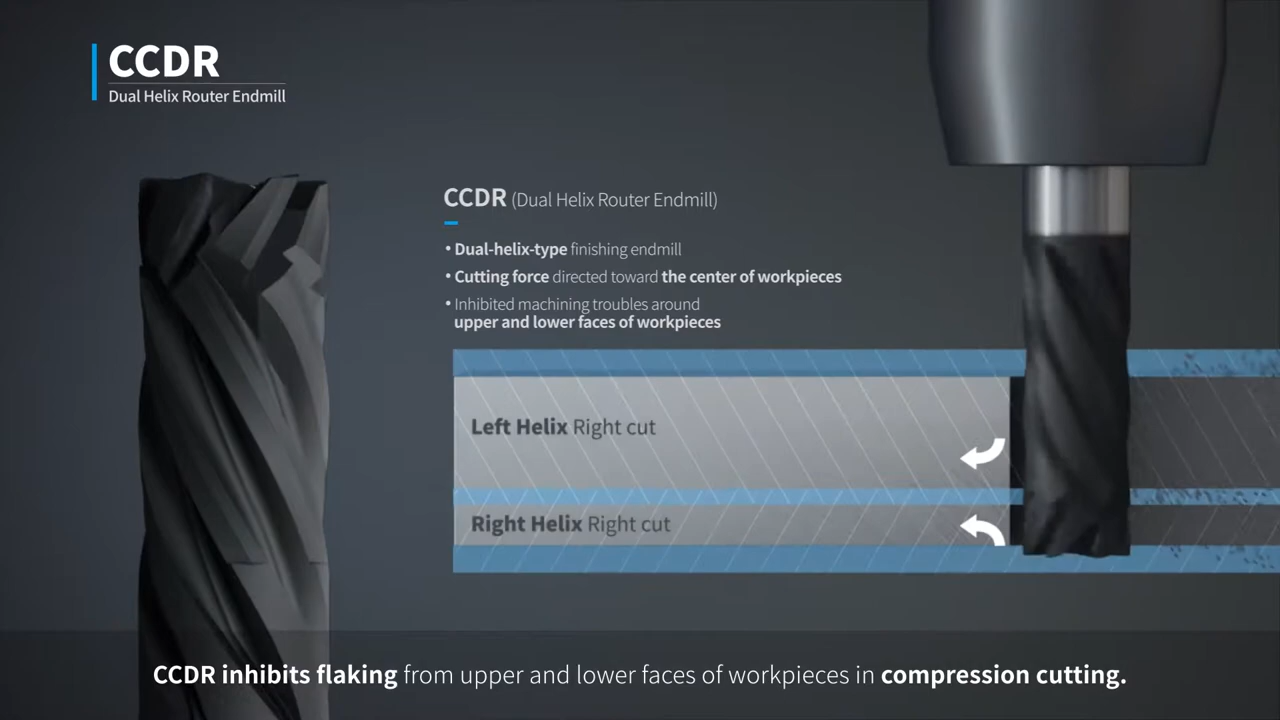 CCDR
Dual Helix Router Endmill
CCDR (Dual Helix Router Endmill)
• Dual-helix-type finishing endmill
• Cutting force directed toward the center of workpieces
• Inhibited machining troubles around
upper and lower faces of workpieces
Left Helix Right cut
Right Helix Right cut
CCDR inhibits flaking from upper and lower faces of workpieces in compression cutting.